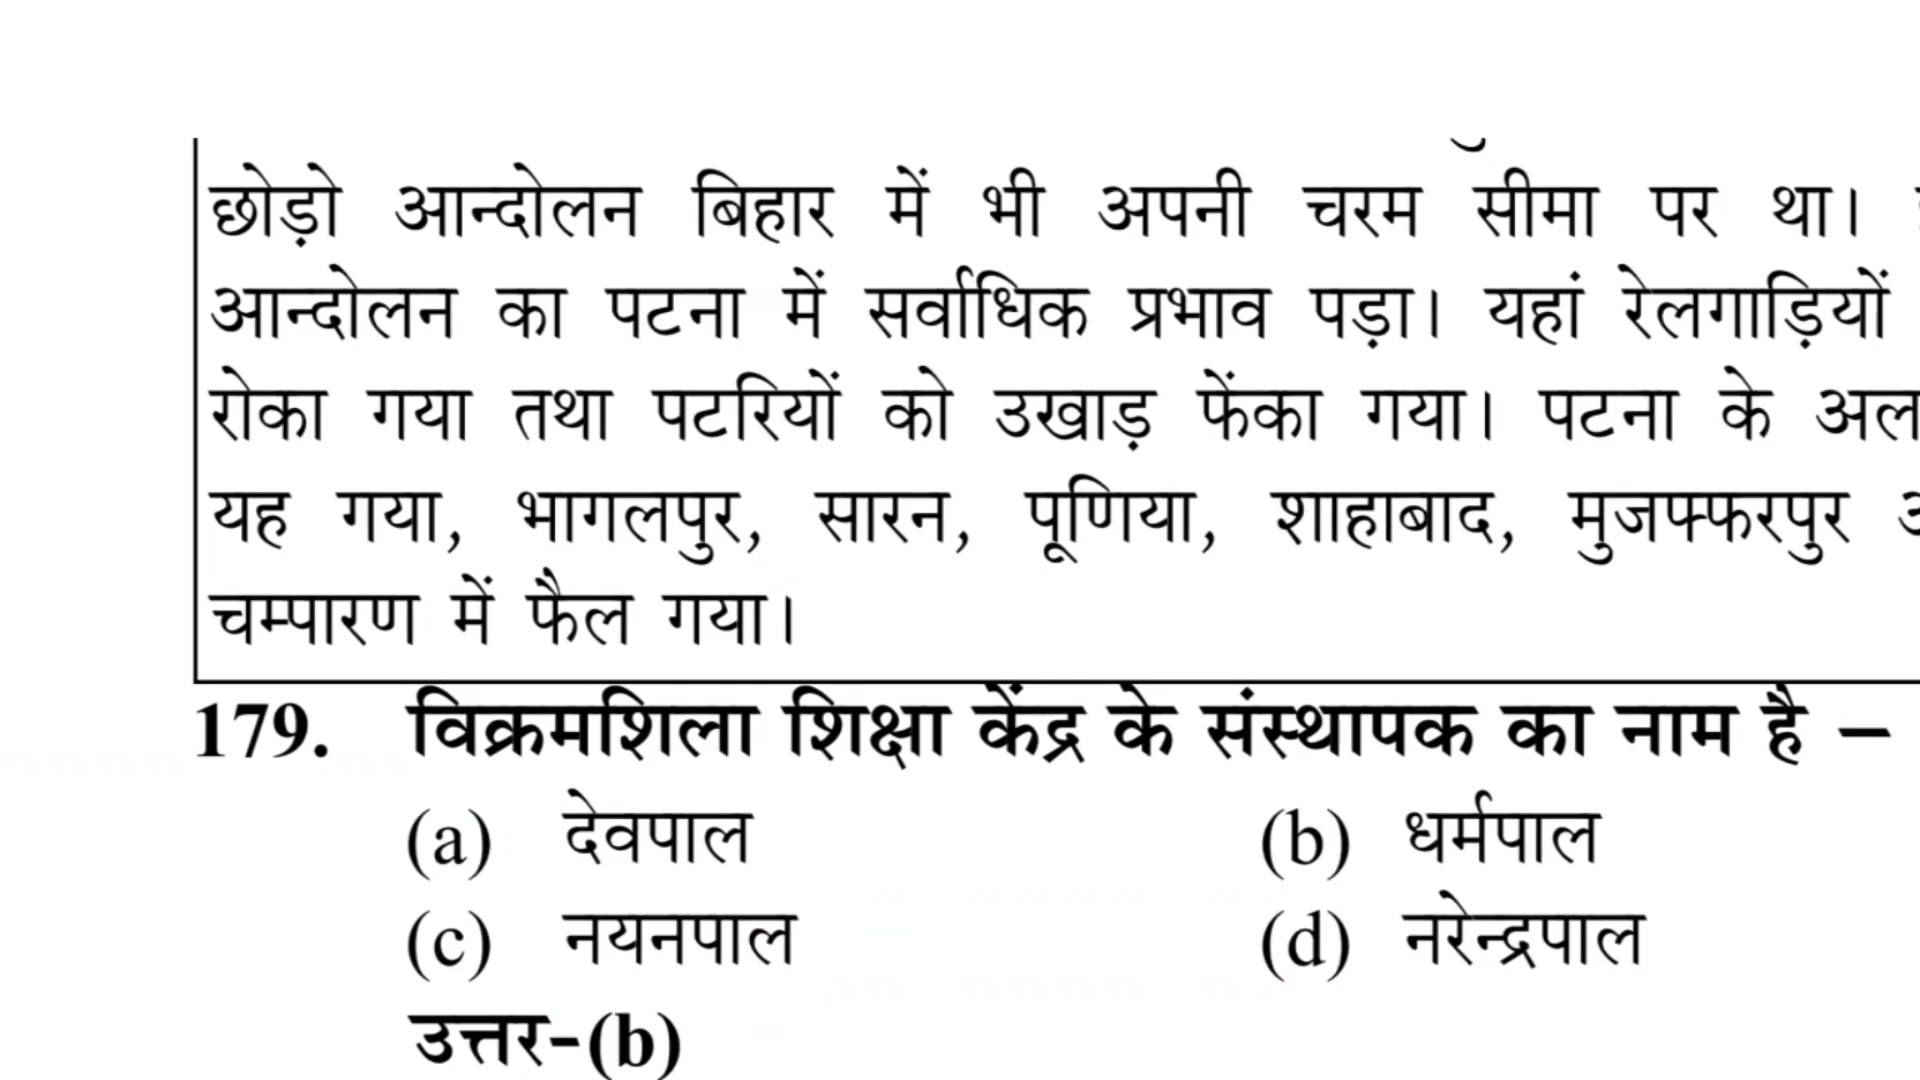 छोड़ो आन्दोलन बिहार में भी अपनी चरम सीमा पर था।
आन्दोलन का पटना में सर्वाधिक प्रभाव पड़ा। यहां रेलगाड़ियों
रोका गया तथा पटरियों को उखाड़ फेंका गया। पटना के
यह गया, भागलपुर, सारन, पूर्णिया, शाहाबाद, मुजफ्फरपुर
चम्पारण में फैल गया।
179. विक्रमशिला शिक्षा केंद्र के संस्थापक का नाम है –
(a) देवपाल (b) धर्मपाल
(c) नयनपाल (d) नरेन्द्रपाल
उत्तर-(b)